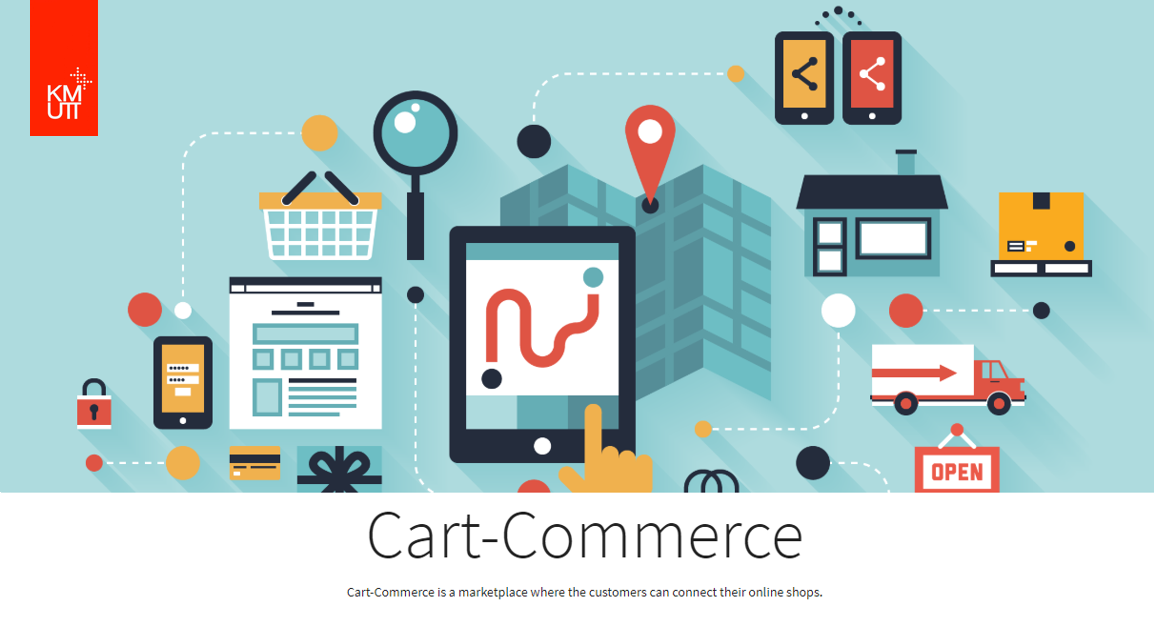 KM
UTT
OPEN
Cart-Commerce
Cart-Commerce is a marketplace where the customers can connect their online shops.